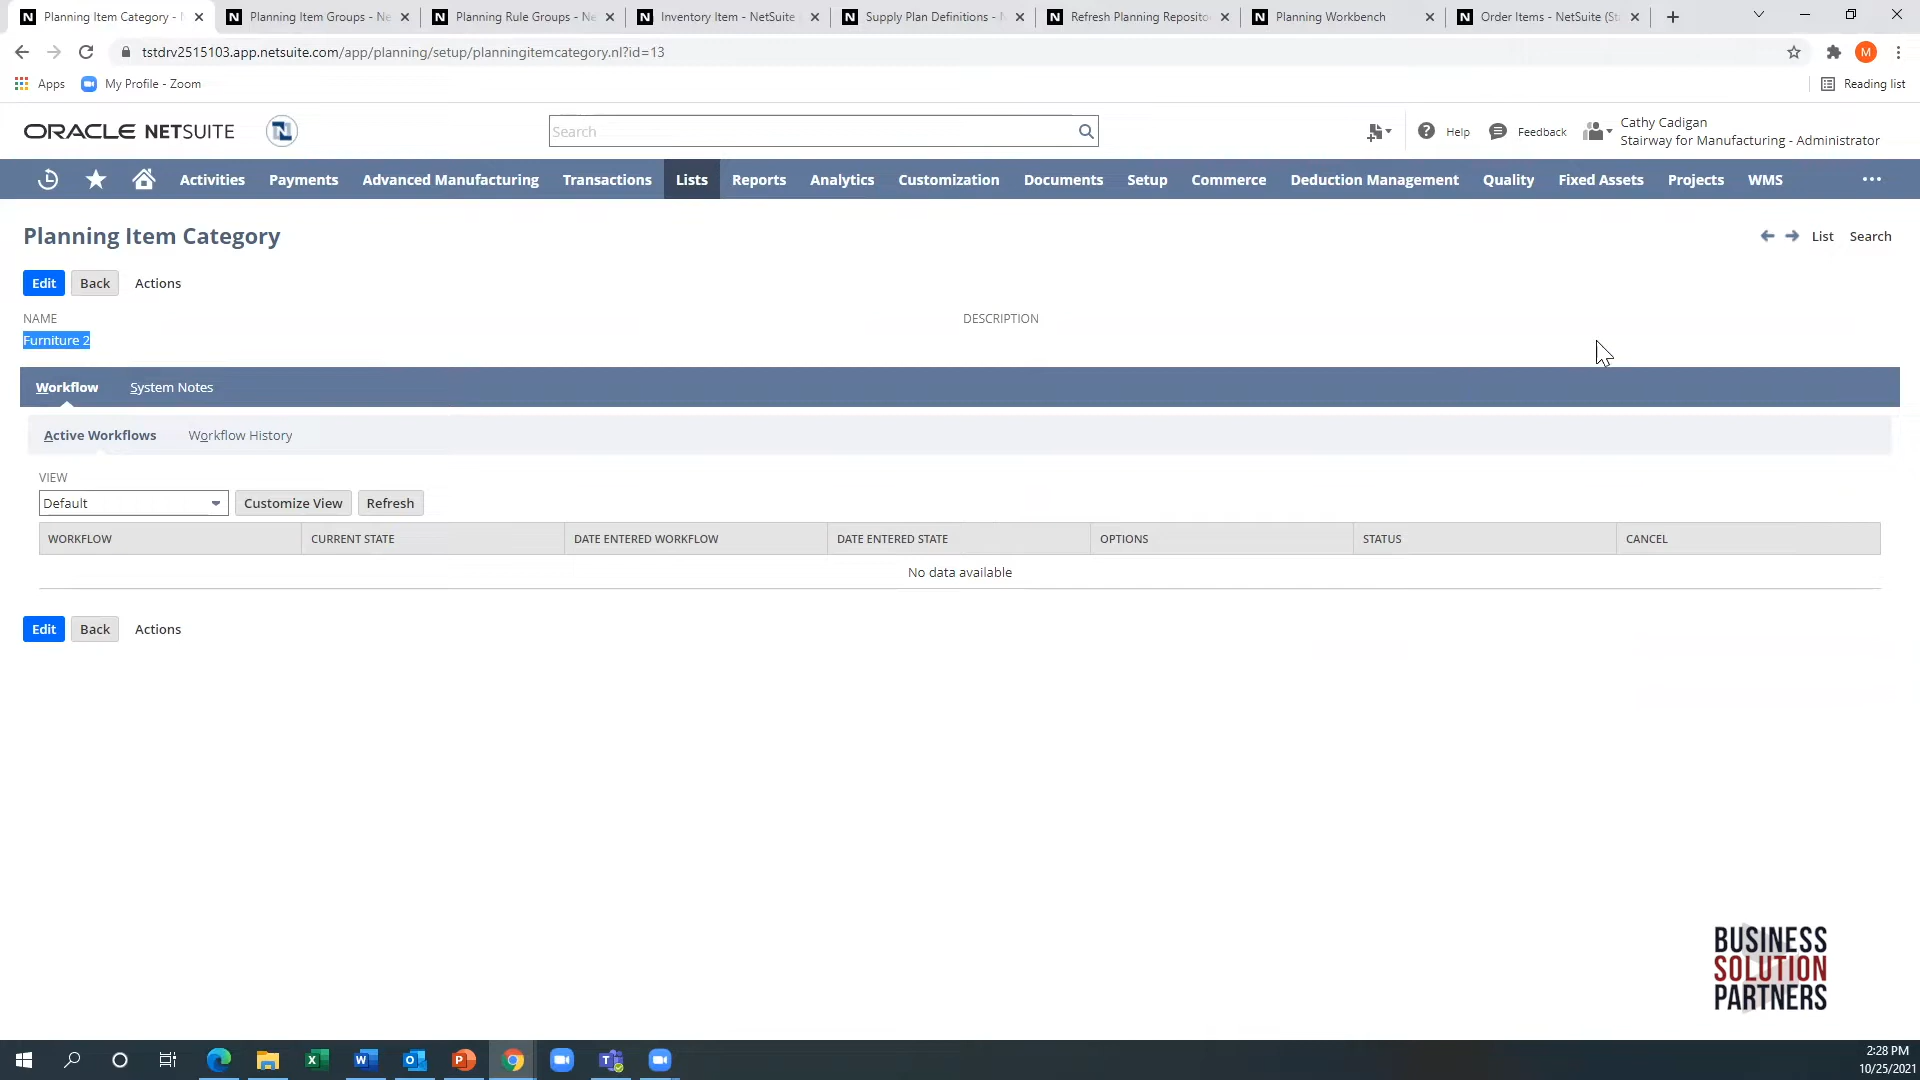 Planning Item Category -
Planning Item Groups - Ne
Planning Rule Groups - Ne
Inventory Item - NetSuite
Supply Plan Definitions -
Refresh Planning Reposito
Planning Workbench
Order Items - NetSuite (St
tstdrv2515103.app.netsuite.com/app/planning/setup/planningitemcategory.nl?id=13
M
Apps
My Profile - Zoom
Reading list
ORACLE NETSUITE
Search
Help
Feedback
Cathy Cadigan
Stairway for Manufacturing - Administrator
Activities
Payments
Advanced Manufacturing
Transactions
Lists
Reports
Analytics
Customization
Documents
Setup
Commerce
Deduction Management
Quality
Fixed Assets
Projects
WMS
Planning Item Category
List
Search
Edit
Back
Actions
NAME
DESCRIPTION
Furniture 2
Workflow
System Notes
Active Workflows
Workflow History
VIEW
Default
Customize View
Refresh
WORKFLOW
CURRENT STATE
DATE ENTERED WORKFLOW
DATE ENTERED STATE
OPTIONS
STATUS
CANCEL
No data available
Edit
Back
Actions
BUSINESS
SOLUTION
PARTNERS
2:28 PM
10/25/2021